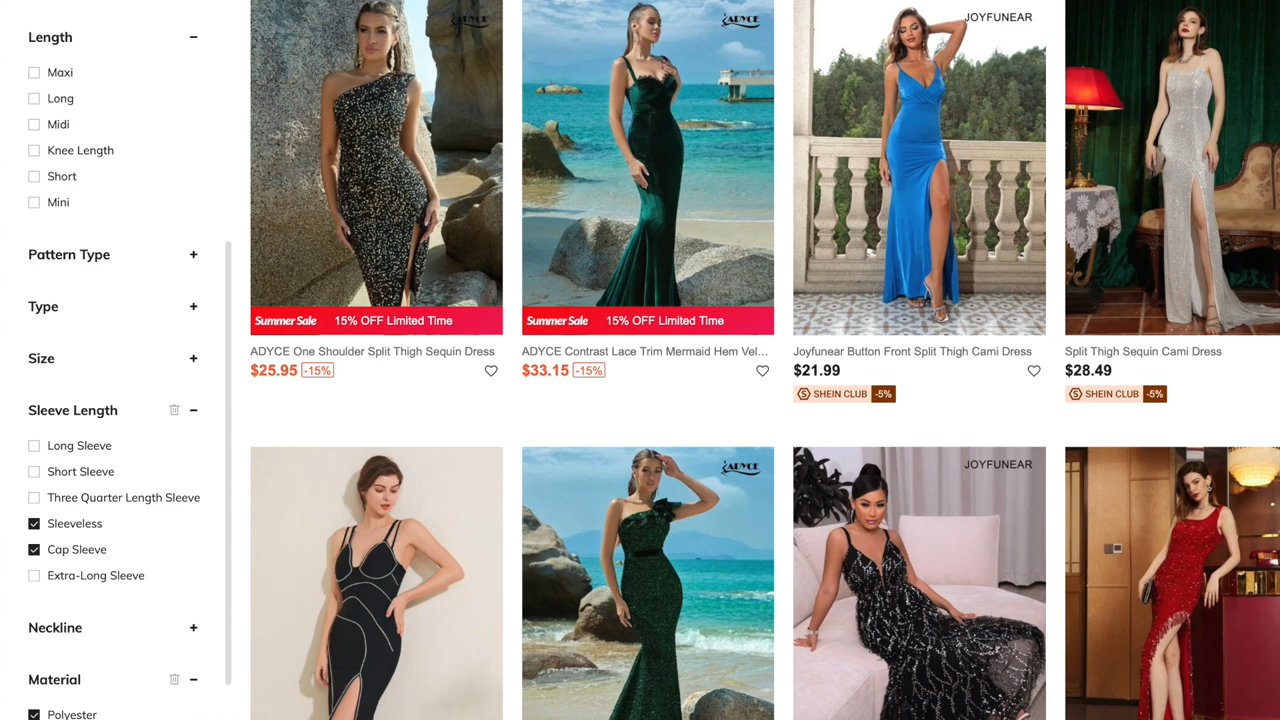 Length
Maxi
Long
Midi
Knee Length
Short
Mini
Pattern Type
Type
Size
Sleeve Length
Long Sleeve
Short Sleeve
Three Quarter Length Sleeve
Sleeveless
Cap Sleeve
Extra-Long Sleeve
Neckline
Material
Polyester
ADYCE
Summer Sale 15% OFF Limited Time
ADYCE One Shoulder Split Thigh Sequin Dress
$25.95 -15%
ADYCE
Summer Sale 15% OFF Limited Time
ADYCE Contrast Lace Trim Mermaid Hem Vel...
$33.15 -15%
JOYFUNEAR
Joyfunear Button Front Split Thigh Cami Dress
$21.99
S SHEIN CLUB -5%
Split Thigh Sequin Cami Dress
$28.49
S SHEIN CLUB -5%
ADYCE
JOYFUNEAR